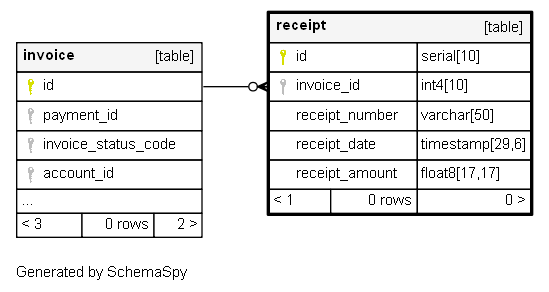 invoice [table]
id
payment_id
invoice_status_code
account_id
...
< 3 0 rows 2 >
receipt [table]
id serial[10]
invoice_id int4[10]
receipt_number varchar[50]
receipt_date timestamp[29,6]
receipt_amount float8[17,17]
< 1 0 rows 0 >
Generated by SchemaSpy